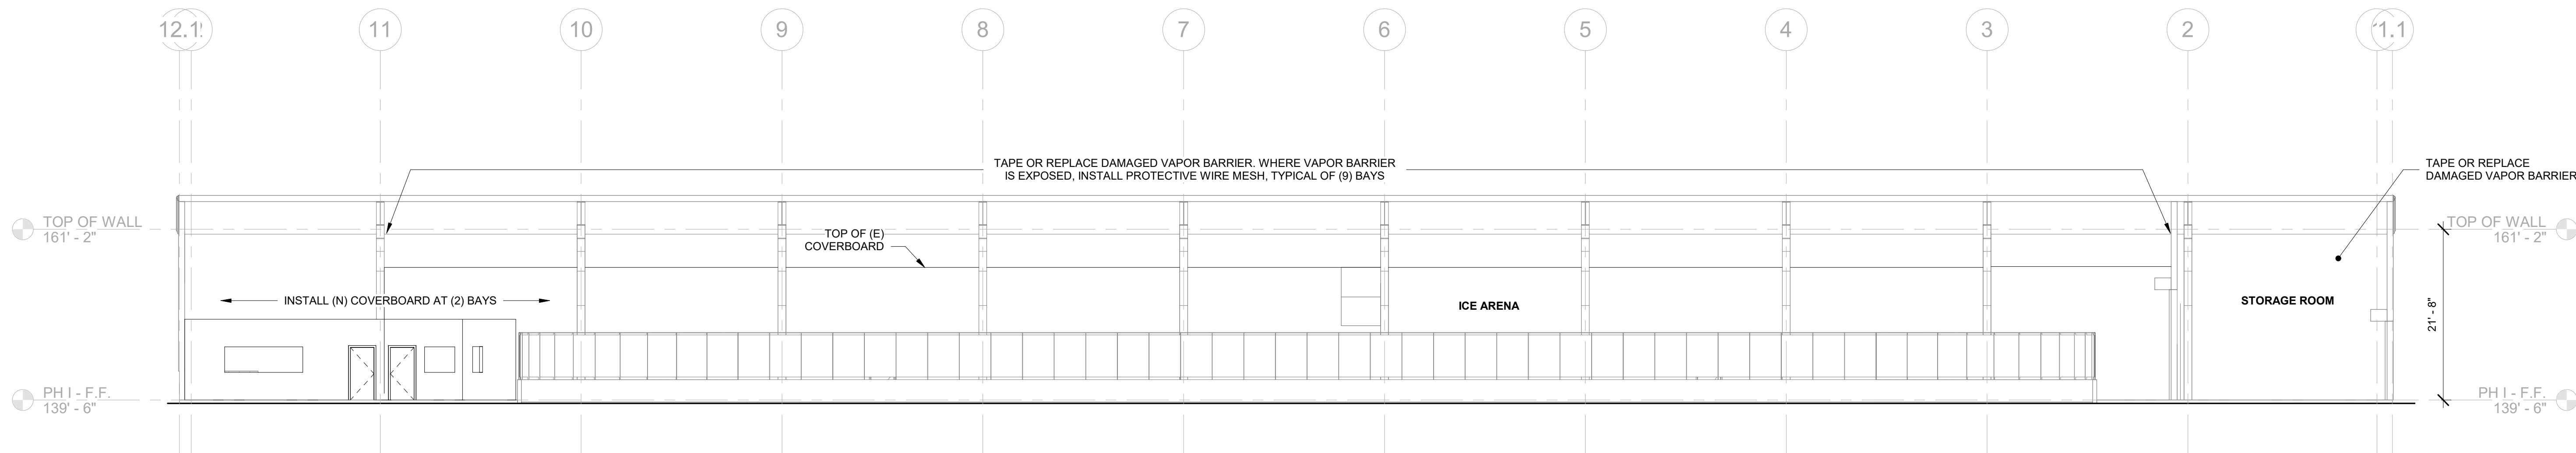 12.1
11
10
9
8
7
6
5
4
3
2
1.1
TAPE OR REPLACE DAMAGED VAPOR BARRIER. WHERE VAPOR BARRIER
IS EXPOSED, INSTALL PROTECTIVE WIRE MESH, TYPICAL OF (9) BAYS
TAPE OR REPLACE
DAMAGED VAPOR BARRIER
TOP OF WALL
161' - 2"
TOP OF (E)
COVERBOARD
TOP OF WALL
161' - 2"
INSTALL (N) COVERBOARD AT (2) BAYS
ICE ARENA
STORAGE ROOM
21' - 8"
PH I - F.F.
139' - 6"
PH I - F.F.
139' - 6"